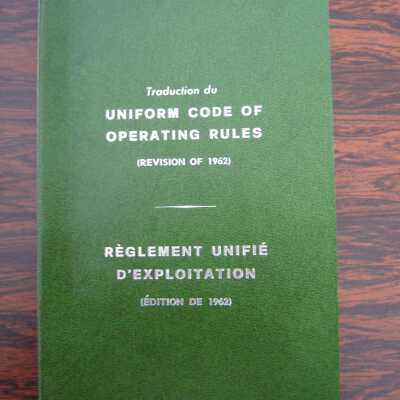 Traduction du
UNIFORM CODE OF
OPERATING RULES
(REVISION OF 1962)
RÈGLEMENT UNIFIÉ
D'EXPLOITATION
(ÉDITION DE 1962)